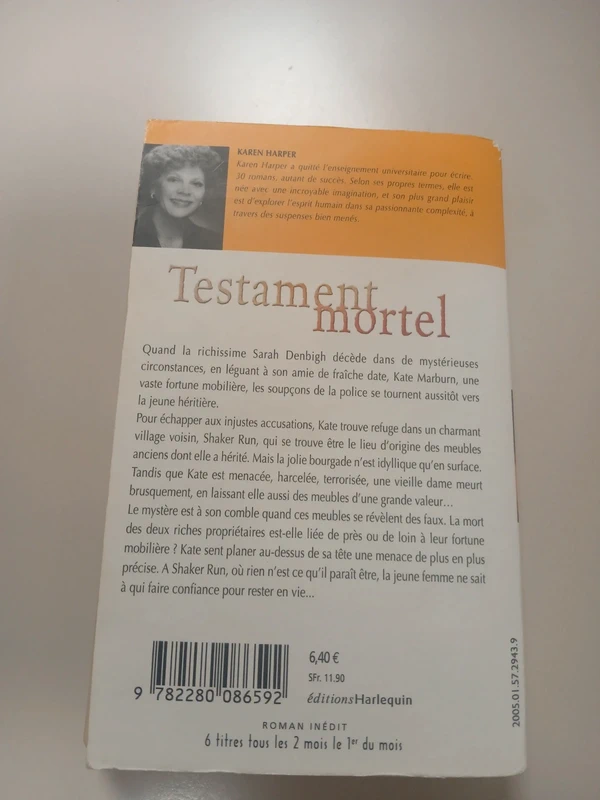 KAREN HARPER
Karen Harper a quitté l'enseignement universitaire pour écrire.
30 romans, autant de succès. Selon ses propres termes, elle est
née avec une incroyable imagination, et son plus grand plaisir
est d'explorer l'esprit humain dans sa passionnante complexité, à
travers des suspenses bien menés.
Testament
mortel
Quand la richissime Sarah Denbigh décède dans de mystérieuses
circonstances, en léguant à son amie de fraîche date, Kate Marburn, une
vaste fortune mobilière, les soupçons de la police se tournent aussitôt vers
la jeune héritière.
Pour échapper aux injustes accusations, Kate trouve refuge dans un charmant
village voisin, Shaker Run, qui se trouve être le lieu d'origine des meubles
anciens dont elle a hérité. Mais la jolie bourgade n'est idyllique qu'en surface.
Tandis que Kate est menacée, harcelée, terrorisée, une vieille dame meurt
brusquement, en laissant elle aussi des meubles d'une grande valeur...
Le mystère est à son comble quand ces meubles se révèlent des faux. La mort
des deux riches propriétaires est-elle liée de près ou de loin à leur fortune
mobilière ? Kate sent planer au-dessus de sa tête une menace de plus en plus
précise. A Shaker Run, où rien n'est ce qu'il paraît être, la jeune femme ne sait
à qui faire confiance pour rester en vie...
6,40 €
SFr. 11.90
éditionsHarlequin
9 782280 086592
ROMAN INÉDIT
6 titres tous les 2 mois le 1er du mois
2005.01.57.2943.9